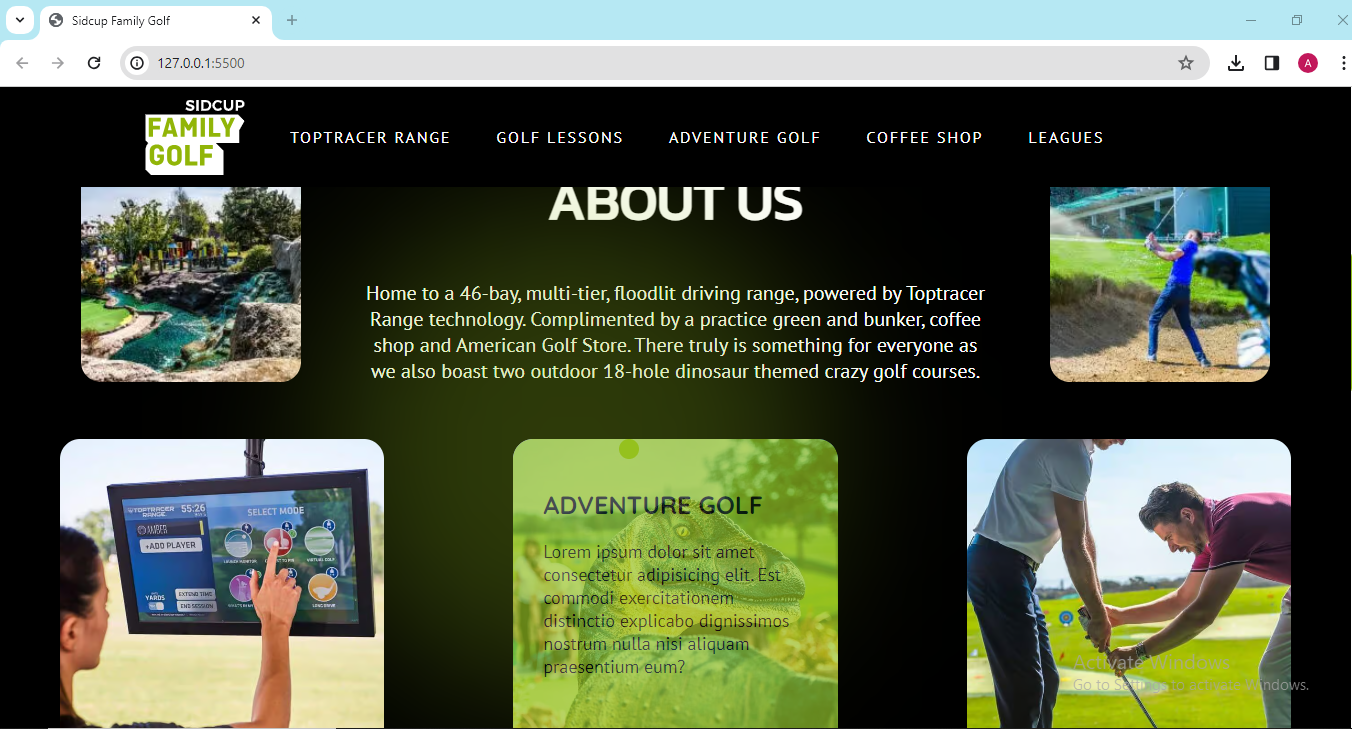 Sidcup Family Golf
127.0.0.1:5500
A
SIDCUP
FAMILY
GOLF
TOPTRACER RANGE
GOLF LESSONS
ADVENTURE GOLF
COFFEE SHOP
LEAGUES
ABOUT US
Home to a 46-bay, multi-tier, floodlit driving range, powered by Toptracer
Range technology. Complimented by a practice green and bunker, coffee
shop and American Golf Store. There truly is something for everyone as
we also boast two outdoor 18-hole dinosaur themed crazy golf courses.
TOPTRACER
RANGE
55:26
AMBER
+ADD PLAYER
YARDS
EXTEND TIME
END SESSION
SELECT MODE
VIRTUAL GOLF
LONG DRIVE
ADVENTURE GOLF
Lorem ipsum dolor sit amet
consectetur adipisicing elit. Est
commodi exercitationem
distinctio explicabo dignissimos
nostrum nulla nisi aliquam
praesentium eum?
Activate Windows
Go to Settings to activate Windows.